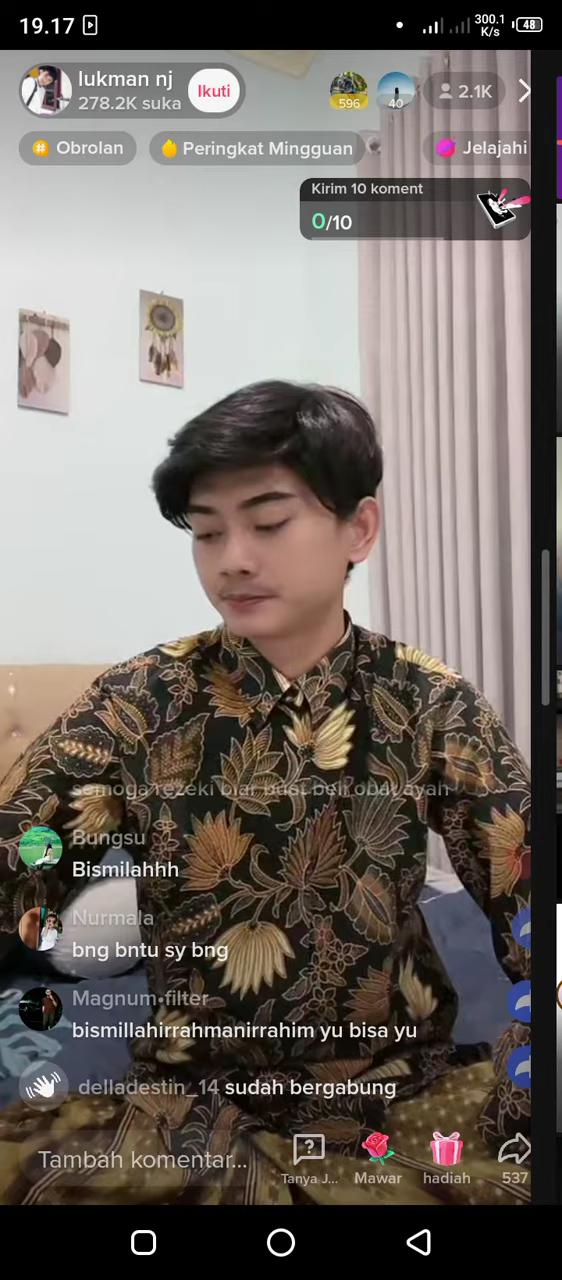 19.17
300.1
K/s
48
lukman nj
278.2K suka
Ikuti
596
40
2.1K
Obrolan
Peringkat Mingguan
Jelajahi
Kirim 10 koment
0/10
semoga rezeki biar buat beli obat ayah
Bungsu
Bismilahhh
Nurmala
bng bntu sy bng
Magnum•filter
bismillahirrahmanirrahim yu bisa yu
delladestin_14 sudah bergabung
Tambah komentar...
Tanya J...
Mawar
hadiah
537